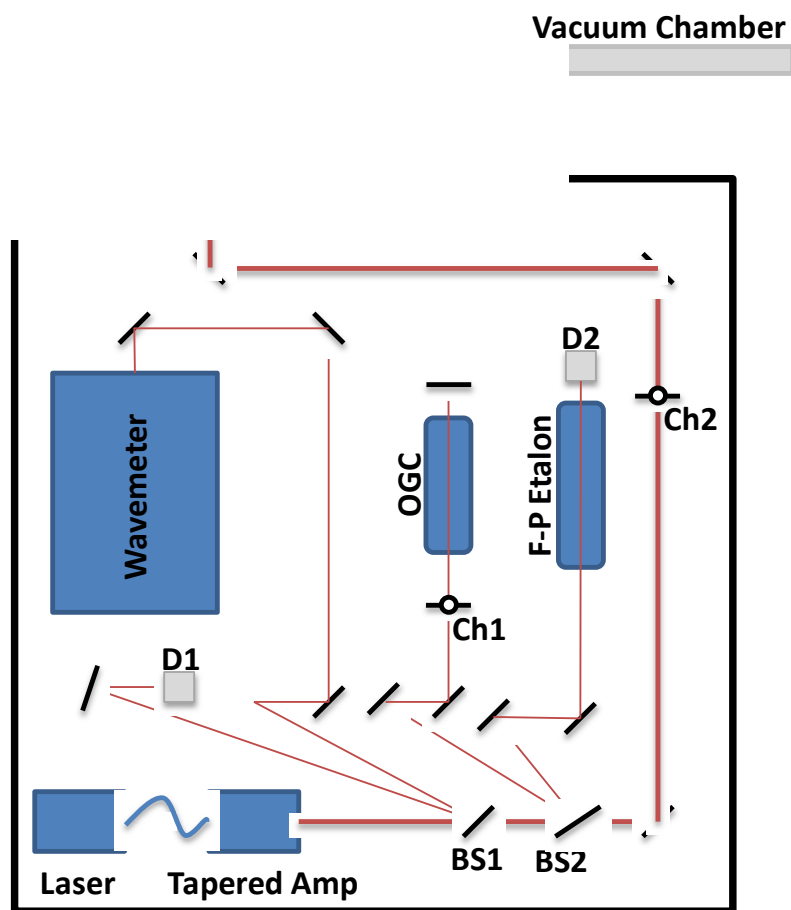 Vacuum Chamber
D2
Ch2
Wavemeter
OGC
F-P Etalon
Ch1
D1
BS1
BS2
Laser
Tapered Amp